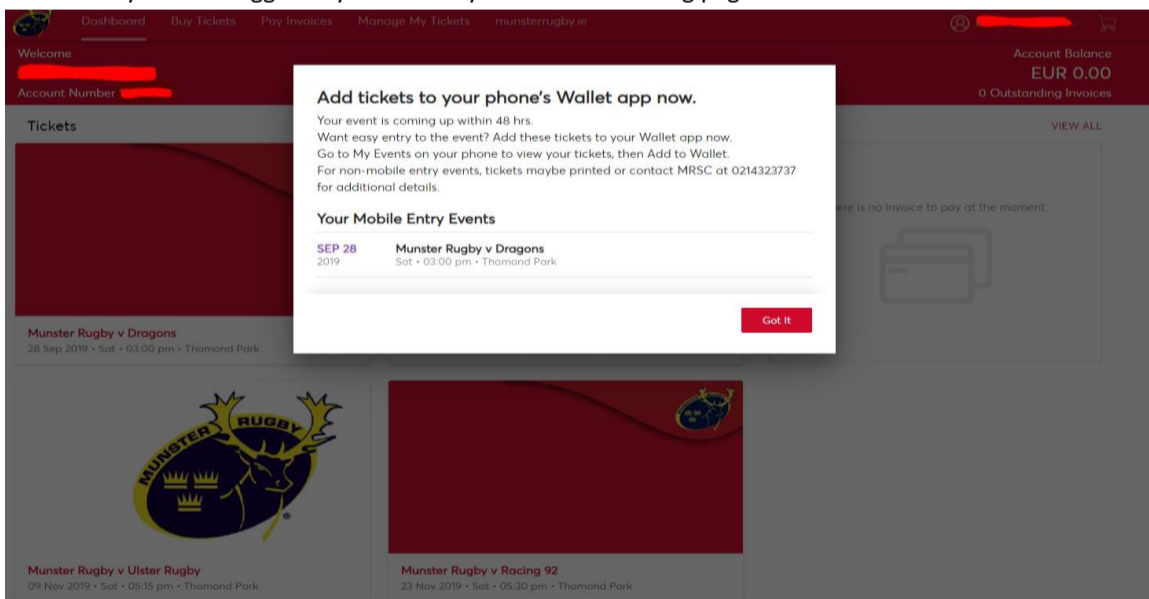 Dashboard Buy Tickets Pay Invoices Manage My Tickets munsterrugby.ie
Welcome
Account Number
Account Balance
EUR 0.00
0 Outstanding Invoices
Tickets
VIEW ALL
Add tickets to your phone's Wallet app now.
Your event is coming up within 48 hrs.
Want easy entry to the event? Add these tickets to your Wallet app now.
Go to My Events on your phone to view your tickets, then Add to Wallet.
For non-mobile entry events, tickets maybe printed or contact MRSC at 0214323737
for additional details.
Your Mobile Entry Events
SEP 28 Munster Rugby v Dragons
2019 Sat • 03:00 pm • Thomond Park
Got It
is no invoice to pay at the moment.
Munster Rugby v Dragons
28 Sep 2019 • Sat • 03:00 pm • Thomond Park
MUNSTER RUGBY
Munster Rugby v Ulster Rugby
09 Nov 2019 • Sat • 05:15 pm • Thomond Park
Munster Rugby v Racing 92
23 Nov 2019 • Sat • 05:30 pm • Thomond Park